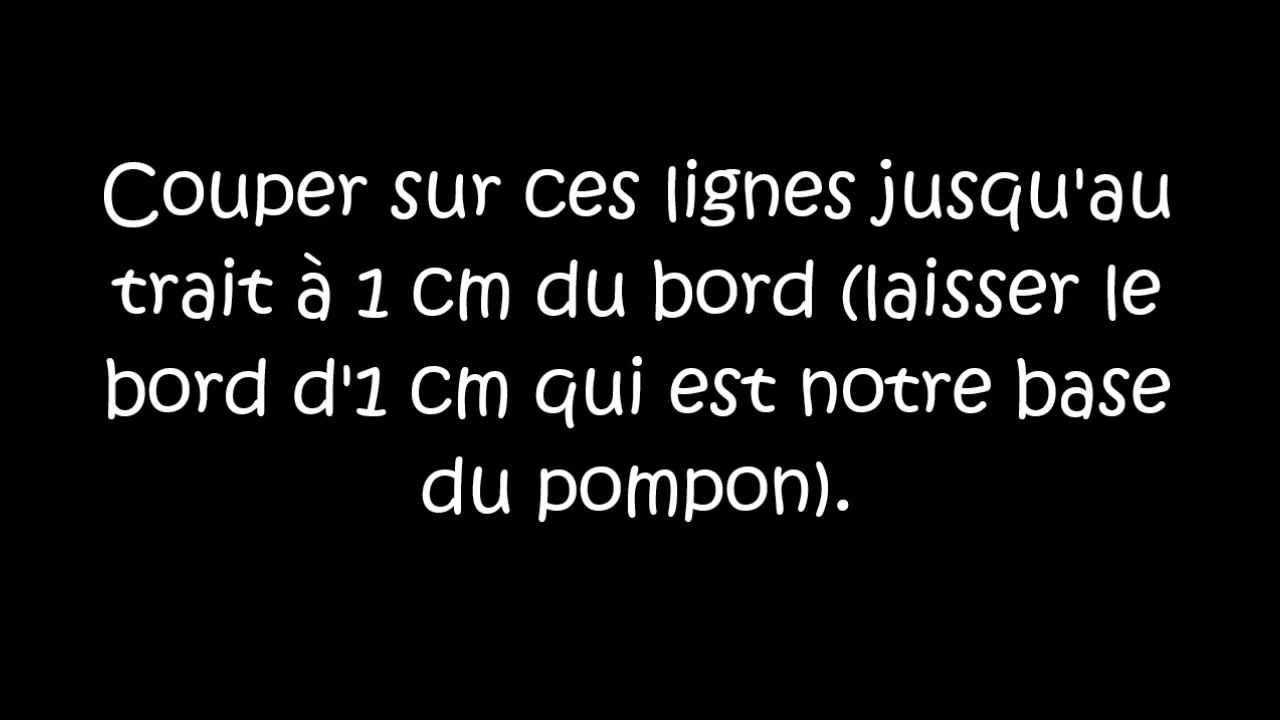 Couper sur ces lignes jusqu'au
trait à 1 cm du bord (laisser le
bord d'1 cm qui est notre base
du pompon).